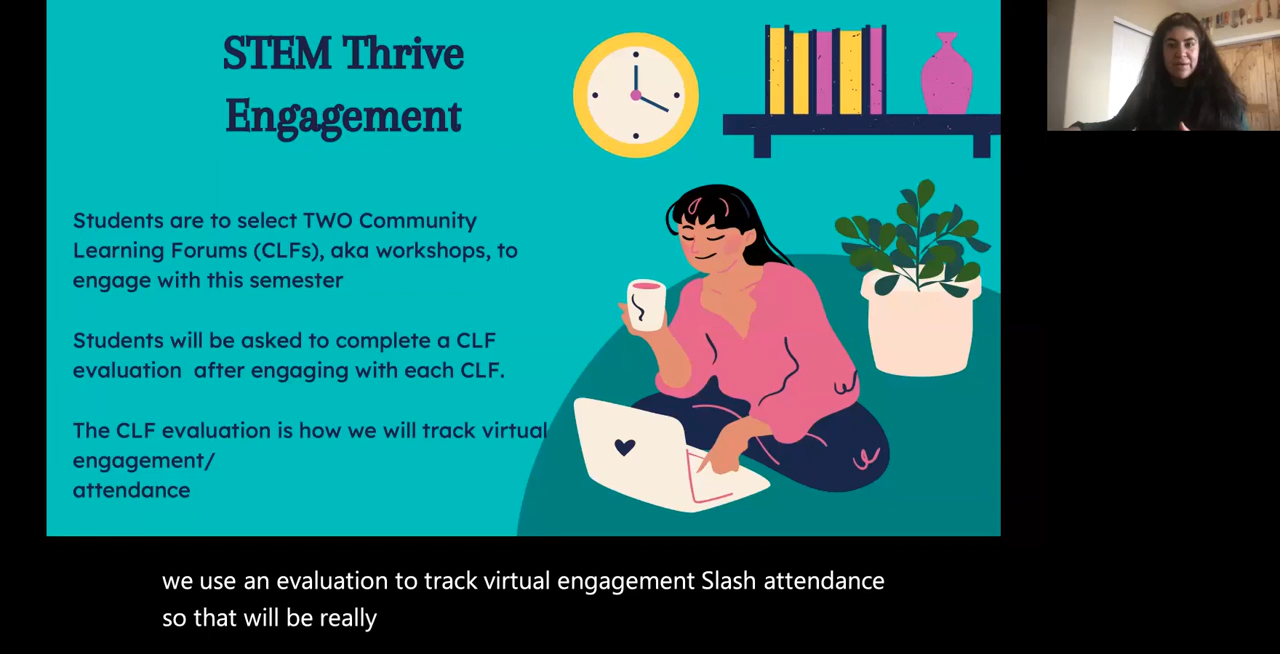 STEM Thrive
Engagement
Students are to select TWO Community
Learning Forums (CLFs), aka workshops, to
engage with this semester
Students will be asked to complete a CLF
evaluation  after engaging with each CLF.
The CLF evaluation is how we will track virtual
engagement/
attendance
we use an evaluation to track virtual engagement Slash attendance
so that will be really